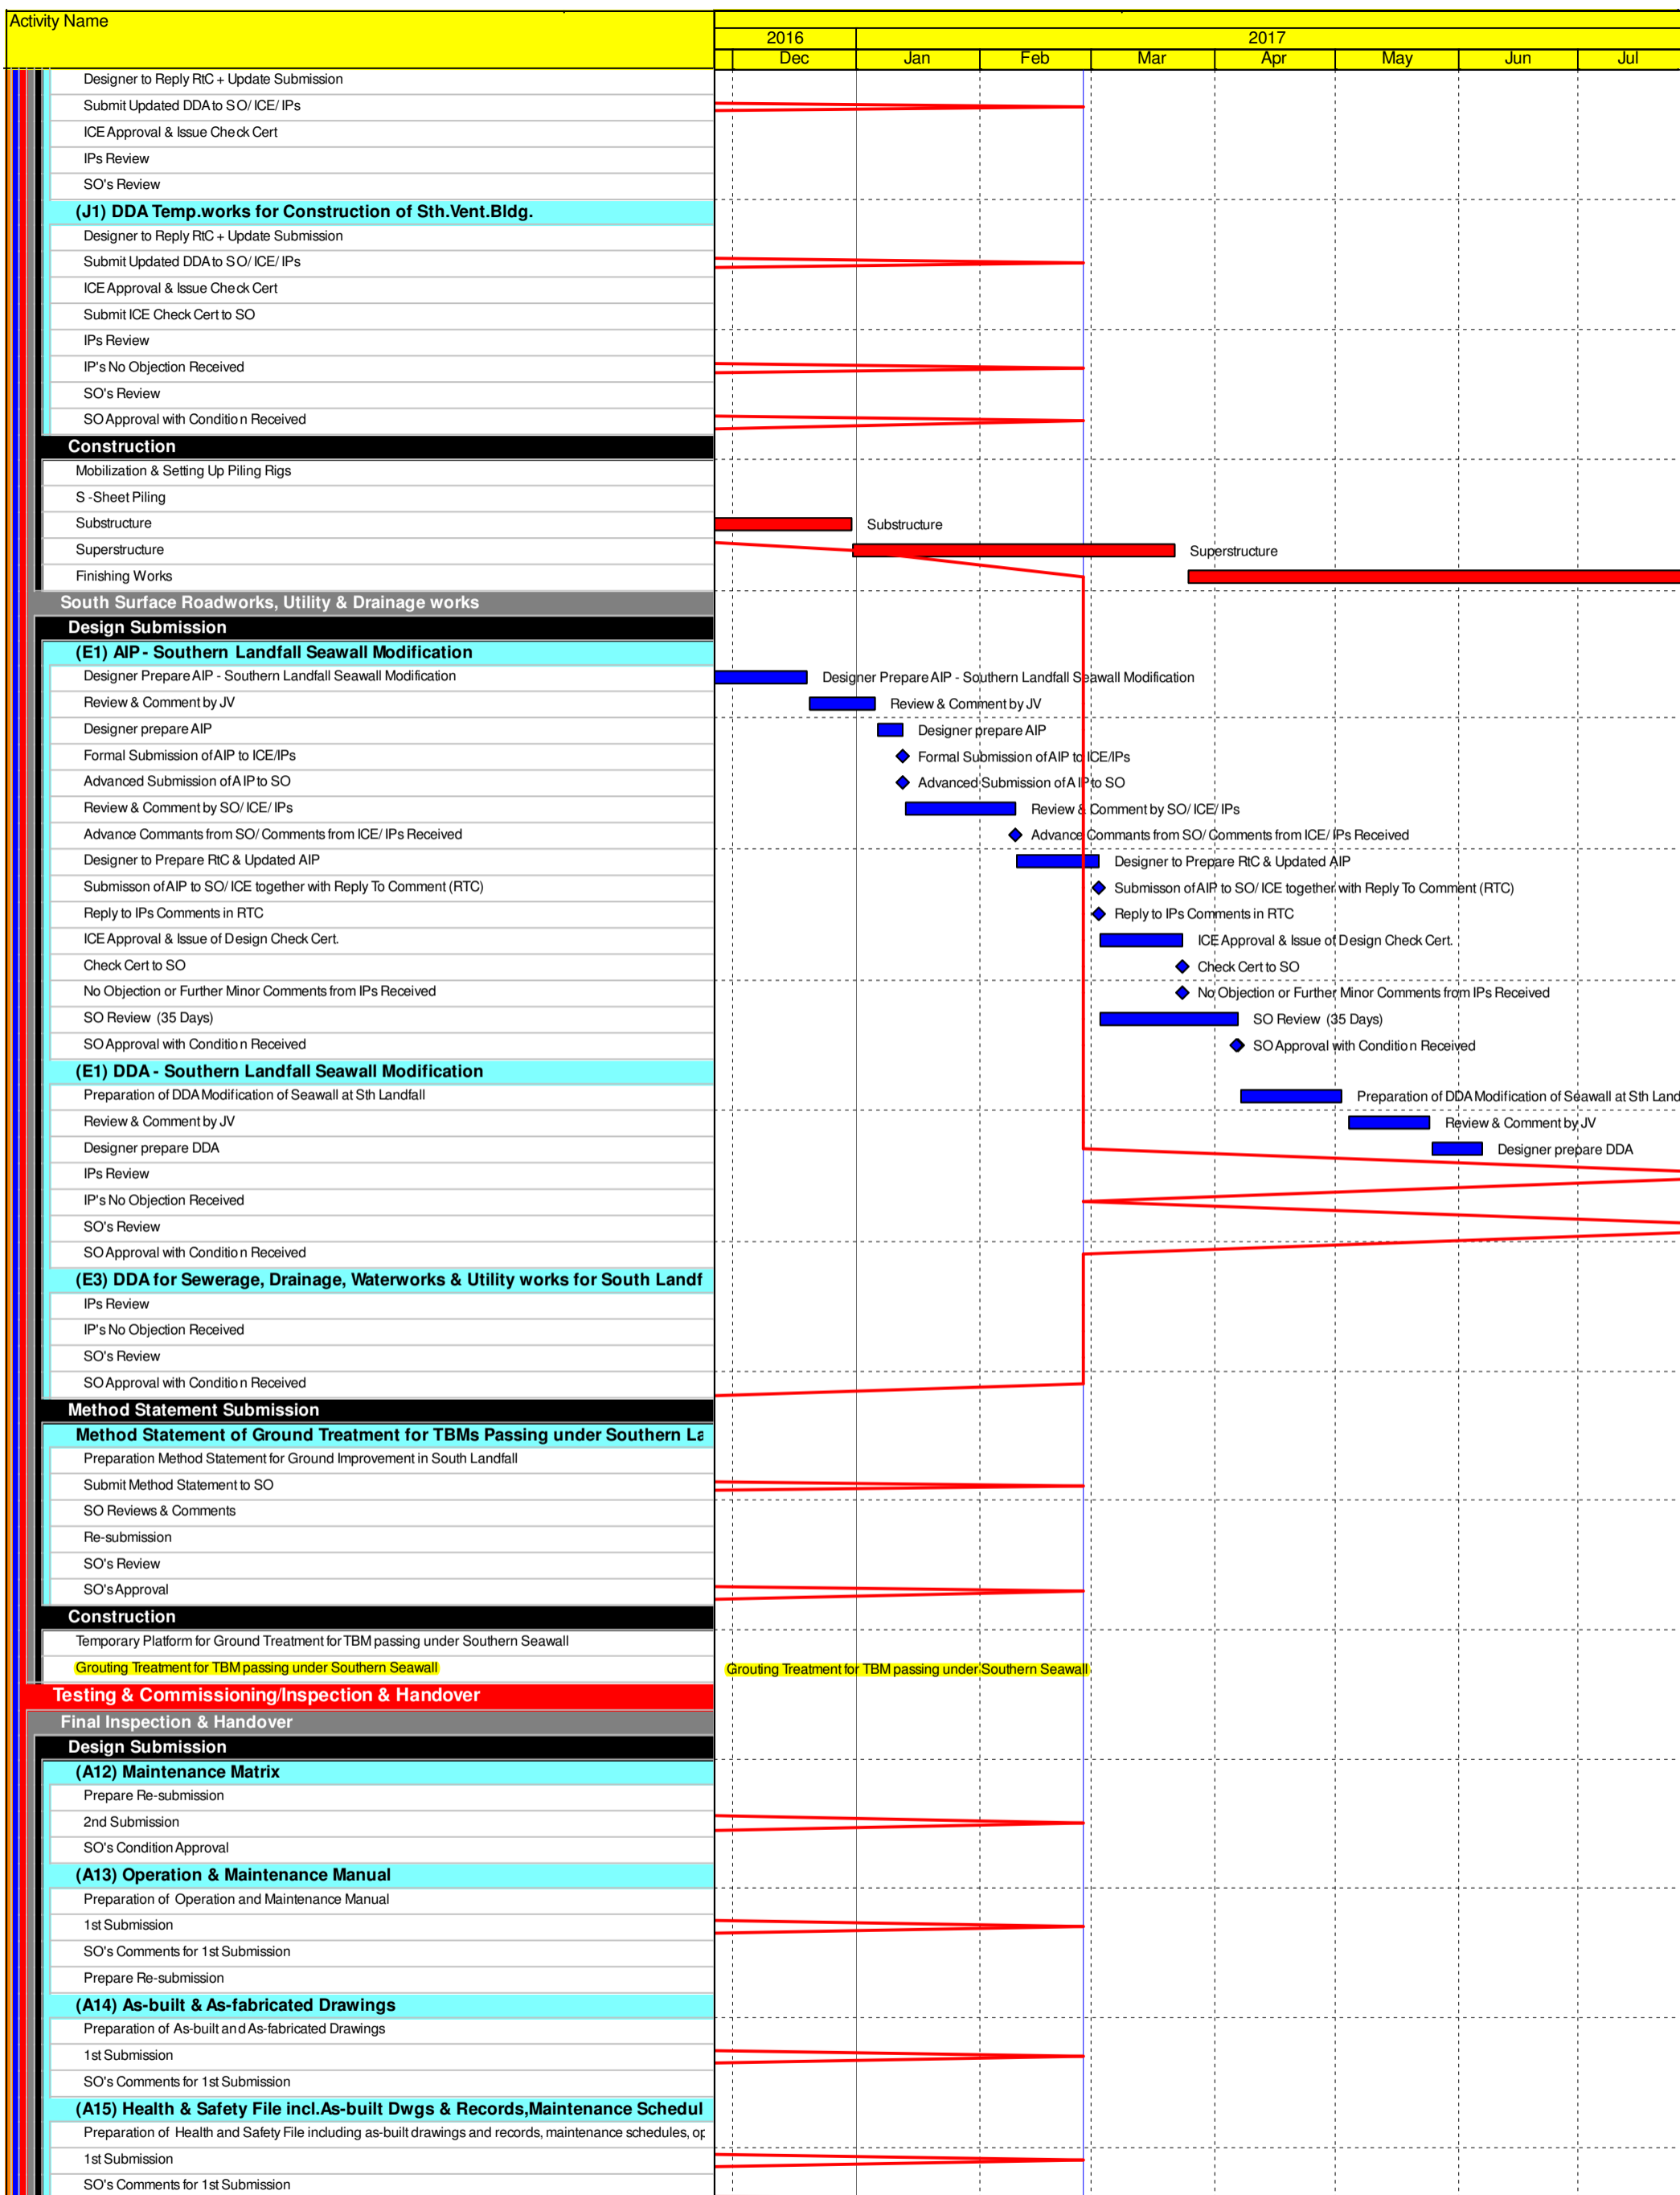 Activity Name
2016 2017
Dec Jan Feb Mar Apr May Jun Jul
Designer to Reply RtC + Update Submission
Submit Updated DDA to SO/ ICE/ IPs
ICE Approval & Issue Check Cert
IPs Review
SO's Review
(J1) DDA Temp.works for Construction of Sth.Vent.Bldg.
Designer to Reply RtC + Update Submission
Submit Updated DDA to SO/ ICE/ IPs
ICE Approval & Issue Check Cert
Submit ICE Check Cert to SO
IPs Review
IP's No Objection Received
SO's Review
SO Approval with Condition Received
Construction
Mobilization & Setting Up Piling Rigs
S -Sheet Piling
Substructure Substructure
Superstructure Superstructure
Finishing Works
South Surface Roadworks, Utility & Drainage works
Design Submission
(E1) AIP - Southern Landfall Seawall Modification
Designer Prepare AIP - Southern Landfall Seawall Modification Designer Prepare AIP - Southern Landfall Seawall Modification
Review & Comment by JV Review & Comment by JV
Designer prepare AIP Designer prepare AIP
Formal Submission of AIP to ICE/IPs Formal Submission of AIP to ICE/IPs
Advanced Submission of AIP to SO Advanced Submission of AIP to SO
Review & Comment by SO/ ICE/ IPs Review & Comment by SO/ ICE/ IPs
Advance Commants from SO/ Comments from ICE/ IPs Received Advance Commants from SO/ Comments from ICE/ IPs Received
Designer to Prepare RtC & Updated AIP Designer to Prepare RtC & Updated AIP
Submisson of AIP to SO/ ICE together with Reply To Comment (RTC) Submisson of AIP to SO/ ICE together with Reply To Comment (RTC)
Reply to IPs Comments in RTC Reply to IPs Comments in RTC
ICE Approval & Issue of Design Check Cert. ICE Approval & Issue of Design Check Cert.
Check Cert to SO Check Cert to SO
No Objection or Further Minor Comments from IPs Received No Objection or Further Minor Comments from IPs Received
SO Review (35 Days) SO Review (35 Days)
SO Approval with Condition Received SO Approval with Condition Received
(E1) DDA - Southern Landfall Seawall Modification
Preparation of DDA Modification of Seawall at Sth Landfall Preparation of DDA Modification of Seawall at Sth Land
Review & Comment by JV Review & Comment by JV
Designer prepare DDA Designer prepare DDA
IPs Review
IP's No Objection Received
SO's Review
SO Approval with Condition Received
(E3) DDA for Sewerage, Drainage, Waterworks & Utility works for South Landf
IPs Review
IP's No Objection Received
SO's Review
SO Approval with Condition Received
Method Statement Submission
Method Statement of Ground Treatment for TBMs Passing under Southern La
Preparation Method Statement for Ground Improvement in South Landfall
Submit Method Statement to SO
SO Reviews & Comments
Re-submission
SO's Review
SO's Approval
Construction
Temporary Platform for Ground Treatment for TBM passing under Southern Seawall
Grouting Treatment for TBM passing under Southern Seawall Grouting Treatment for TBM passing under Southern Seawall
Testing & Commissioning/Inspection & Handover
Final Inspection & Handover
Design Submission
(A12) Maintenance Matrix
Prepare Re-submission
2nd Submission
SO's Condition Approval
(A13) Operation & Maintenance Manual
Preparation of Operation and Maintenance Manual
1st Submission
SO's Comments for 1st Submission
Prepare Re-submission
(A14) As-built & As-fabricated Drawings
Preparation of As-built and As-fabricated Drawings
1st Submission
SO's Comments for 1st Submission
(A15) Health & Safety File incl.As-built Dwgs & Records,Maintenance Schedul
Preparation of Health and Safety File including as-built drawings and records, maintenance schedules, op
1st Submission
SO's Comments for 1st Submission